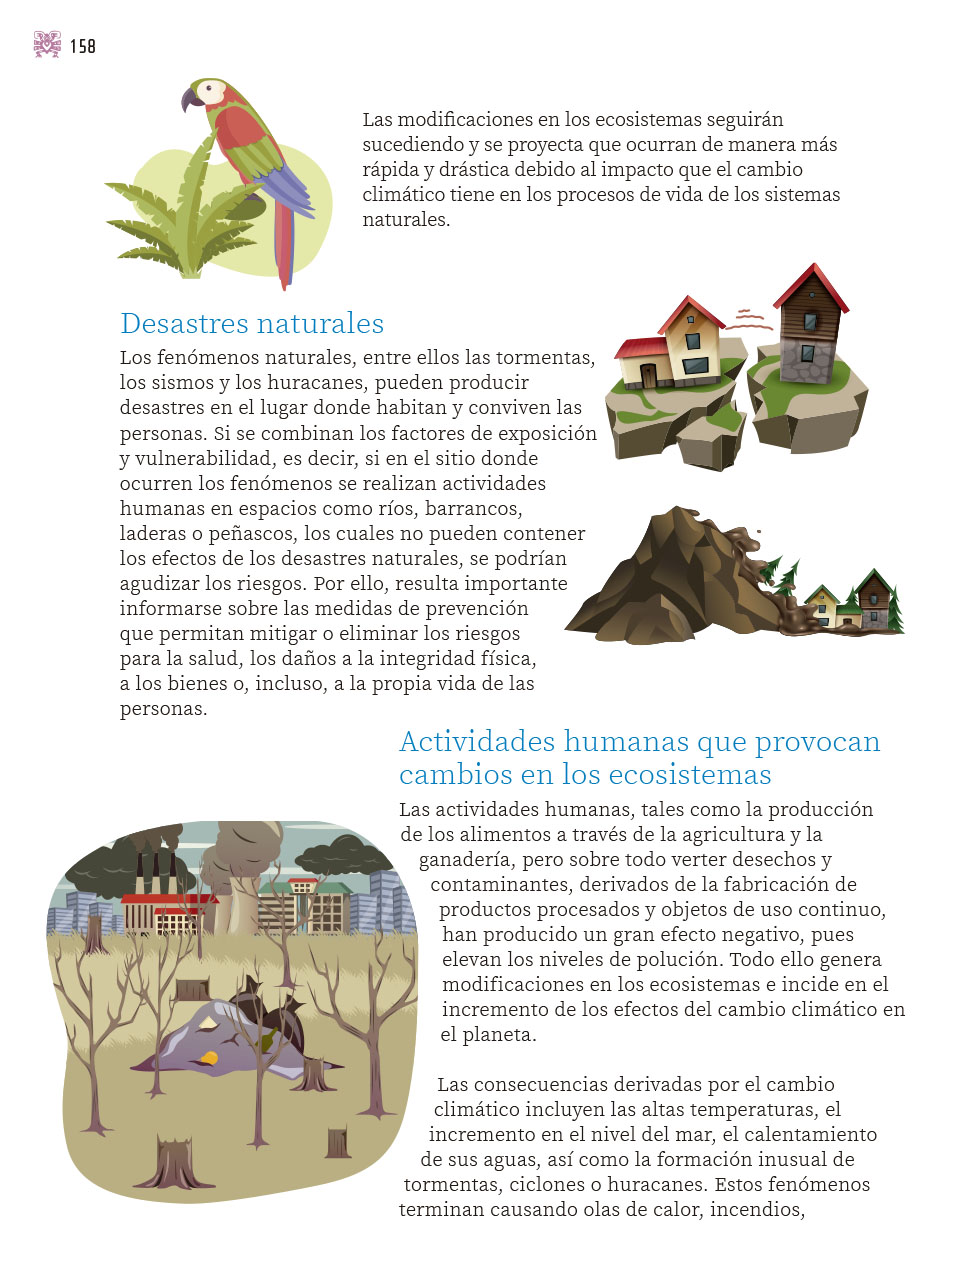 158
Las modificaciones en los ecosistemas seguirán
sucediendo y se proyecta que ocurran de manera más
rápida y drástica debido al impacto que el cambio
climático tiene en los procesos de vida de los sistemas
naturales.
Desastres naturales
Los fenómenos naturales, entre ellos las tormentas,
los sismos y los huracanes, pueden producir
desastres en el lugar donde habitan y conviven las
personas. Si se combinan los factores de exposición
y vulnerabilidad, es decir, si en el sitio donde
ocurren los fenómenos se realizan actividades
humanas en espacios como ríos, barrancos,
laderas o peñascos, los cuales no pueden contener
los efectos de los desastres naturales, se podrían
agudizar los riesgos. Por ello, resulta importante
informarse sobre las medidas de prevención
que permitan mitigar o eliminar los riesgos
para la salud, los daños a la integridad física,
a los bienes o, incluso, a la propia vida de las
personas.
Actividades humanas que provocan
cambios en los ecosistemas
Las actividades humanas, tales como la producción
de los alimentos a través de la agricultura y la
ganadería, pero sobre todo verter desechos y
contaminantes, derivados de la fabricación de
productos procesados y objetos de uso continuo,
han producido un gran efecto negativo, pues
elevan los niveles de polución. Todo ello genera
modificaciones en los ecosistemas e incide en el
incremento de los efectos del cambio climático en
el planeta.
Las consecuencias derivadas por el cambio
climático incluyen las altas temperaturas, el
incremento en el nivel del mar, el calentamiento
de sus aguas, así como la formación inusual de
tormentas, ciclones o huracanes. Estos fenómenos
terminan causando olas de calor, incendios,